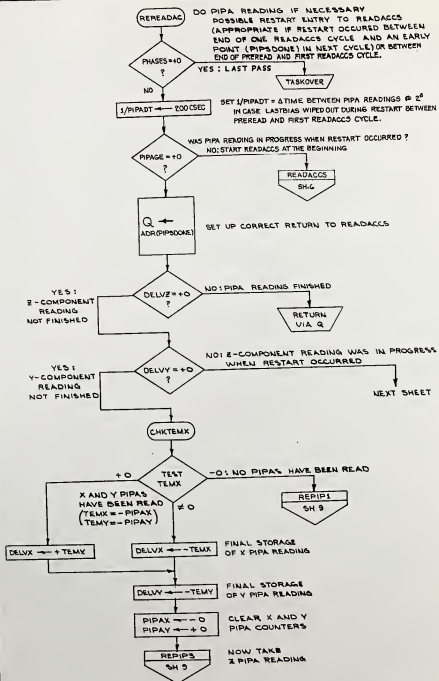 REREADAC
DO PIPA READING IF NECESSARY
POSSIBLE RESTART ENTRY TO READACCS
(APPROPRIATE IF RESTART OCCURED BETWEEN
END OF ONE READACCS CYCLE AND AN EARLY
POINT (PIPSDONE) IN NEXT CYCLE) OR BETWEEN
END OF PREREAD AND FIRST READACCS CYCLE.
PHASE5=+0
?
YES : LAST PASS
TASKOVER
NO
1/PIPADT ← 200CSEC
SET 1/PIPADT = ΔTIME BETWEEN PIPA READINGS @ 2⁸
IN CASE LASTBIAS WIPED OUT DURING RESTART BETWEEN
PREREAD AND FIRST READACCS CYCLE.
WAS PIPA READING IN PROGRESS WHEN RESTART OCCURRED ?
NO: START READACCS AT THE BEGINNING
PIPAGE=+0
?
READACCS
SH.6
Q ←
ADR(PIPSDONE)
SET UP CORRECT RETURN TO READACCS
YES:
Z-COMPONENT
READING
NOT FINISHED
DELVZ=+0
?
NO: PIPA READING FINISHED
RETURN
VIA Q
YES:
Y-COMPONENT
READING
NOT FINISHED
DELVY=+0
?
NO: Z-COMPONENT READING WAS IN PROGRESS
WHEN RESTART OCCURRED
NEXT SHEET
CHKTEMX
+0
TEST
TEMX
-0: NO PIPAS HAVE BEEN READ
REPIP1
SH 9
X AND Y PIPAS
HAVE BEEN READ
(TEMX=-PIPAX)
(TEMY=-PIPAY)
≠0
DELVX ← +TEMX
DELVX ← -TEMX
FINAL STORAGE
OF X PIPA READING
DELVY ← -TEMY
FINAL STORAGE
OF Y PIPA READING
PIPAX ← -0
PIPAY ← +0
CLEAR X AND Y
PIPA COUNTERS
REPIP3
SH 9
NOW TAKE
Z PIPA READING